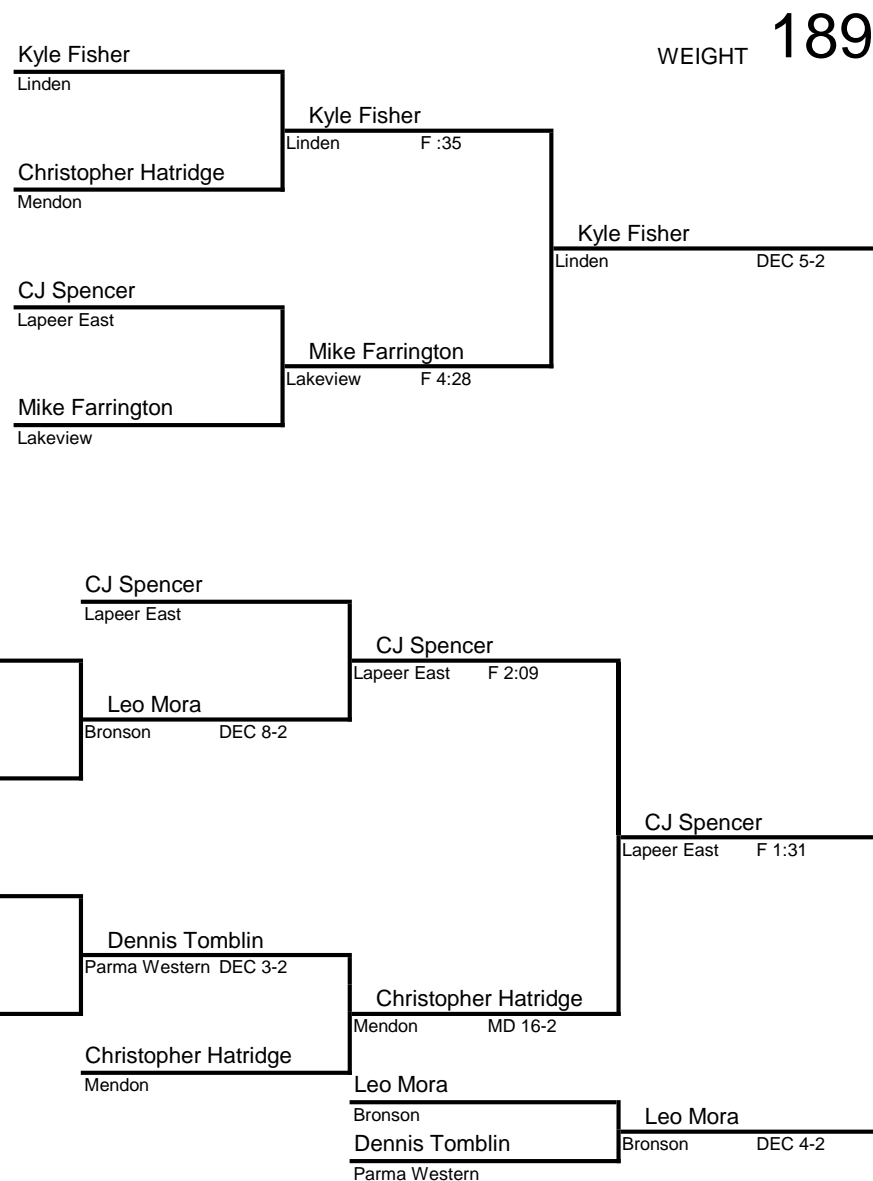 WEIGHT 189
Kyle Fisher
Linden
Kyle Fisher
Linden F :35
Christopher Hatridge
Mendon
Kyle Fisher
Linden DEC 5-2
CJ Spencer
Lapeer East
Mike Farrington
Lakeview F 4:28
Mike Farrington
Lakeview
CJ Spencer
Lapeer East
CJ Spencer
Lapeer East F 2:09
Leo Mora
Bronson DEC 8-2
CJ Spencer
Lapeer East F 1:31
Dennis Tomblin
Parma Western DEC 3-2
Christopher Hatridge
Mendon MD 16-2
Christopher Hatridge
Mendon
Leo Mora
Bronson
Leo Mora
Bronson DEC 4-2
Dennis Tomblin
Parma Western